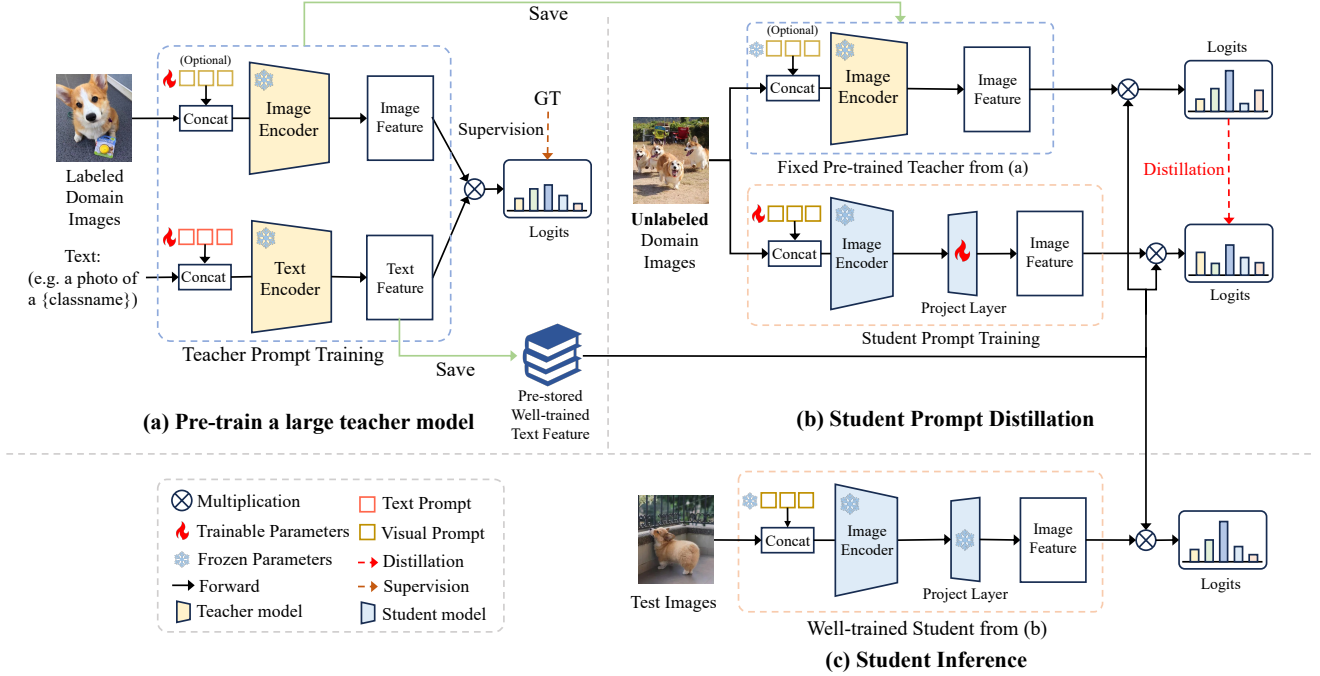 Save
(Optional)
Concat
Image
Encoder
Image
Feature
GT
Supervision
Logits
Labeled
Domain
Images
Text:
(e.g. a photo of
a {classname})
Concat
Text
Encoder
Text
Feature
Teacher Prompt Training
Save
Pre-stored
Well-trained
Text Feature
(a) Pre-train a large teacher model
(Optional)
Concat
Image
Encoder
Image
Feature
Logits
Fixed Pre-trained Teacher from (a)
Distillation
Unlabeled
Domain
Images
Concat
Image
Encoder
Project Layer
Image
Feature
Logits
Student Prompt Training
(b) Student Prompt Distillation
Multiplication
Trainable Parameters
Frozen Parameters
Forward
Teacher model
Text Prompt
Visual Prompt
Distillation
Supervision
Student model
Test Images
Concat
Image
Encoder
Project Layer
Image
Feature
Logits
Well-trained Student from (b)
(c) Student Inference